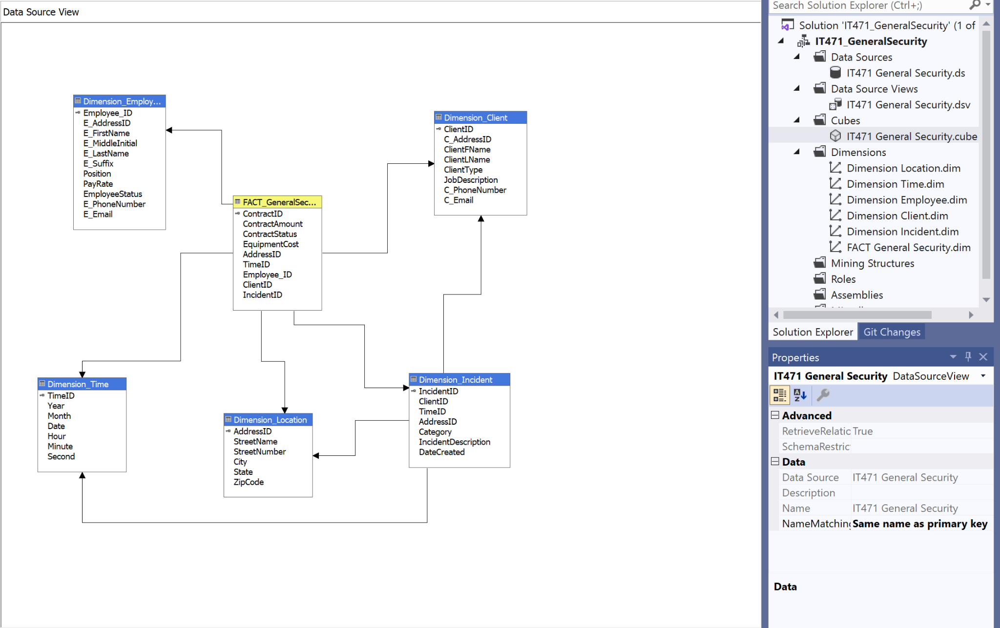 Data Source View
Dimension_Employ...
Employee_ID
E_AddressID
E_FirstName
E_MiddleInitial
E_LastName
E_Suffix
Position
PayRate
EmployeeStatus
E_PhoneNumber
E_Email
Dimension_Client
ClientID
C_AddressID
ClientFName
ClientLName
ClientType
JobDescription
C_PhoneNumber
C_Email
FACT_GeneralSec...
ContractID
ContractAmount
ContractStatus
EquipmentCost
AddressID
TimeID
Employee_ID
ClientID
IncidentID
Dimension_Time
TimeID
Year
Month
Date
Hour
Minute
Second
Dimension_Location
AddressID
StreetName
StreetNumber
City
State
ZipCode
Dimension_Incident
IncidentID
ClientID
TimeID
AddressID
Category
IncidentDescription
DateCreated
Search Solution Explorer (Ctrl+;)
Solution 'IT471_GeneralSecurity' (1 of
IT471_GeneralSecurity
Data Sources
IT471 General Security.ds
Data Source Views
IT471 General Security.dsv
Cubes
IT471 General Security.cube
Dimensions
Dimension Location.dim
Dimension Time.dim
Dimension Employee.dim
Dimension Client.dim
Dimension Incident.dim
FACT General Security.dim
Mining Structures
Roles
Assemblies
Solution Explorer Git Changes
Properties
IT471 General Security DataSourceView
Advanced
RetrieveRelatic True
SchemaRestric
Data
Data Source IT471 General Security
Description
Name IT471 General Security
NameMatching Same name as primary key
Data